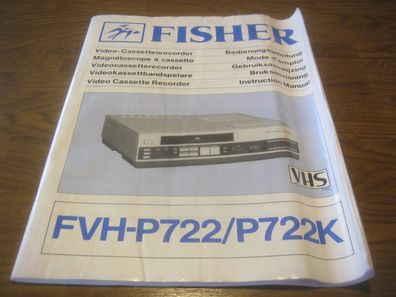 FISHER
Video-Cassettenrecorder Bedienungsanleitung
Magnétoscope à cassette Mode d'emploi
Videocassetterecorder Gebruiksaanwijzing
Videokassettbandspelare Bruksanvisning
Video Cassette Recorder Instruction Manual
VHS
FVH-P722/P722K